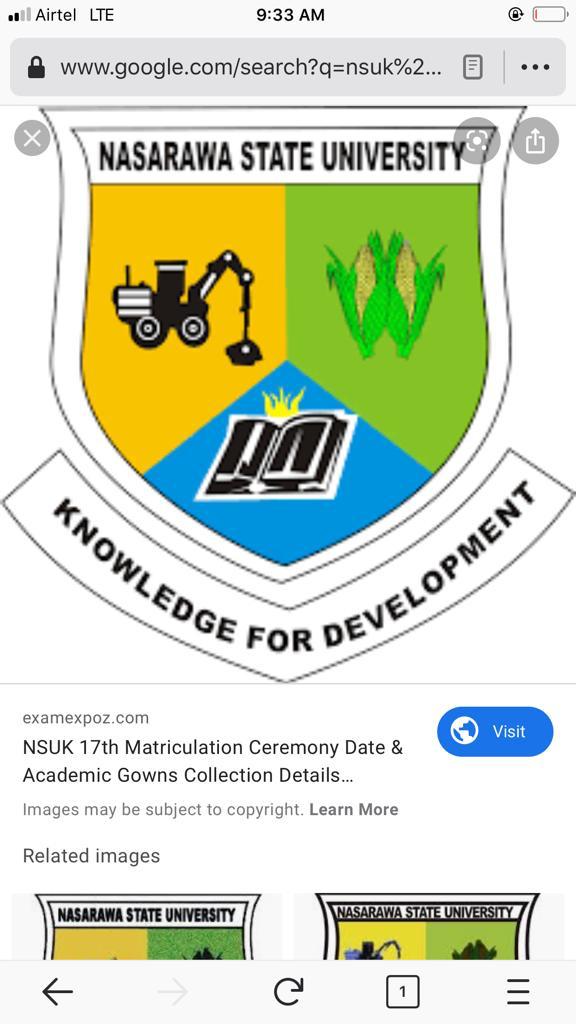 Airtel LTE 9:33 AM
www.google.com/search?q=nsuk%2...
NASARAWA STATE UNIVERSITY
KNOWLEDGE FOR DEVELOPMENT
examexpoz.com
NSUK 17th Matriculation Ceremony Date &
Academic Gowns Collection Details...
Visit
Images may be subject to copyright. Learn More
Related images
NASARAWA STATE UNIVERSITY
NASARAWA STATE UNIVERSITY
1